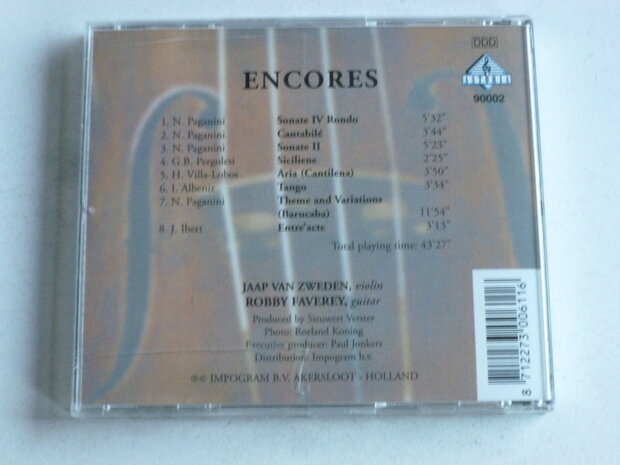 DDD
ASTORIA
90002
ENCORES
1. N. Paganini Sonate IV Rondo 5'32"
2. N. Paganini Cantabilé 3'44"
3. N. Paganini Sonate II 5'23"
4. G.B. Pergolesi Siciliene 2'25"
5. H. Villa-Lobos Aria (Cantilena) 3'50"
6. I. Albeniz Tango 3'34"
7. N. Paganini Theme and Variations
(Barucaba) 11'54"
8. J. Ibert Entre'acte 3'13"
Total playing time: 43'27"
JAAP VAN ZWEDEN, violin
ROBBY FAVEREY, guitar
Produced by Sieuwert Verster
Photo: Roeland Koning
Executive producer: Paul Jonkers
Distribution: Impogram b.v.
℗© IMPOGRAM B.V. AKERSLOOT - HOLLAND
8 712273 006116